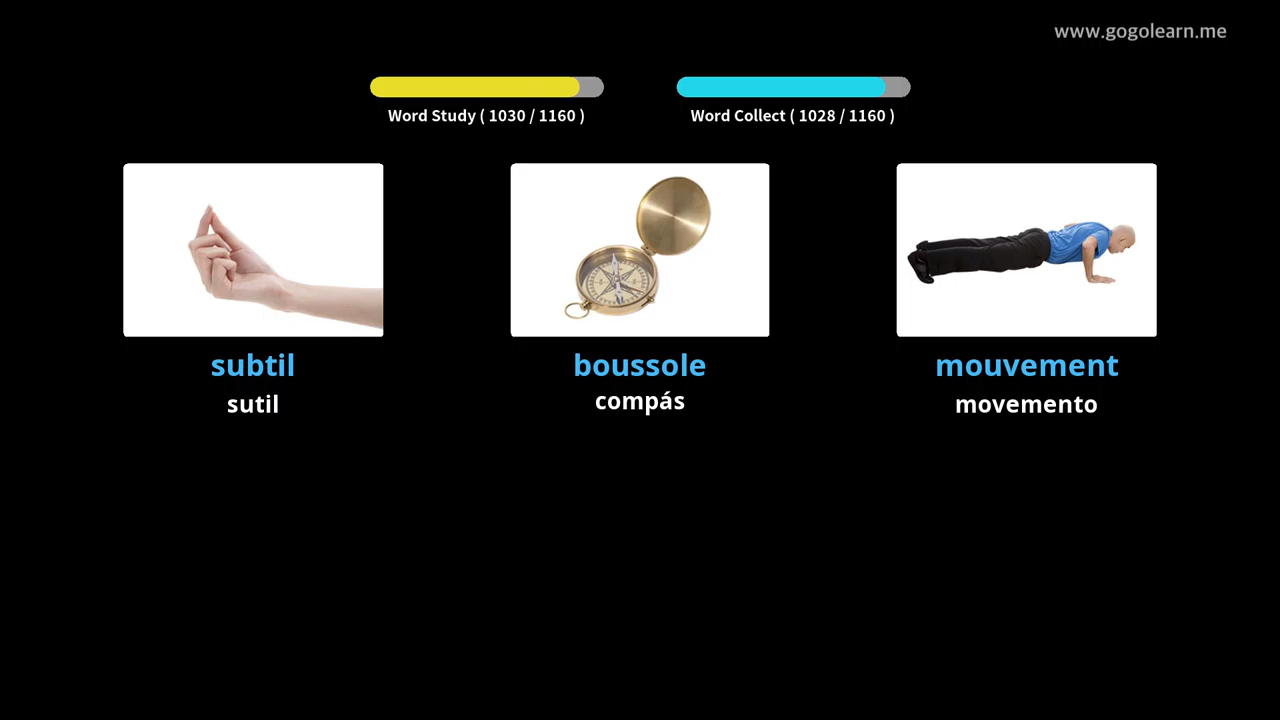 www.gogolearn.me
Word Study ( 1030 / 1160 )
Word Collect ( 1028 / 1160 )
subtil
sutil
boussole
compás
mouvement
movemento